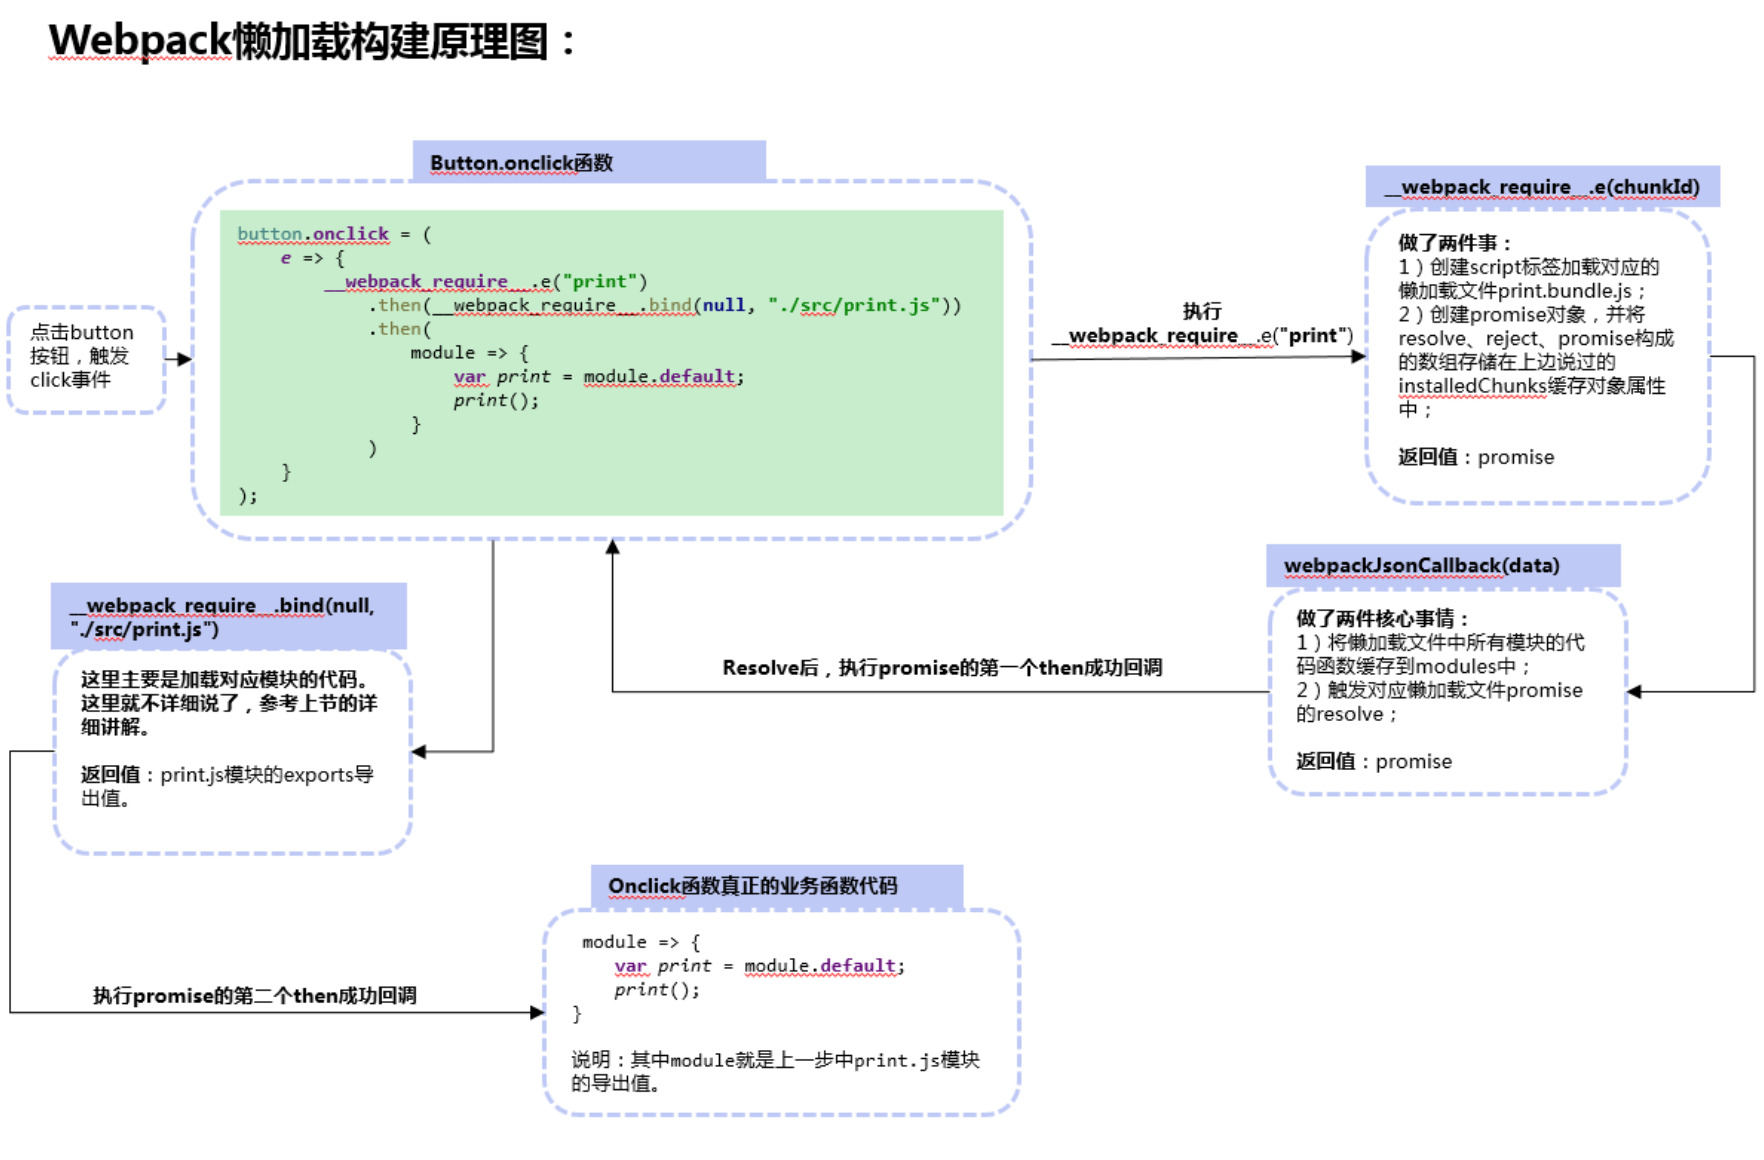 Webpack懒加载构建原理图：
Button.onclick函数
button.onclick = (
e => {
__webpack_require__.e("print")
.then(__webpack_require__.bind(null, "./src/print.js"))
.then(
module => {
var print = module.default;
print();
}
)
}
);
点击button
按钮，触发
click事件
执行
__webpack_require__.e("print")
__webpack_require__.e(chunkId)
做了两件事：
1）创建script标签加载对应的
懒加载文件print.bundle.js；
2）创建promise对象，并将
resolve、reject、promise构成
的数组存储在上边说过的
installedChunks缓存对象属性
中；
返回值：promise
webpackJsonCallback(data)
做了两件核心事情：
1）将懒加载文件中所有模块的代
码函数缓存到modules中；
2）触发对应懒加载文件promise
的resolve；
返回值：promise
Resolve后，执行promise的第一个then成功回调
__webpack_require__.bind(null,
"./src/print.js")
这里主要是加载对应模块的代码。
这里就不详细说了，参考上节的详
细讲解。
返回值：print.js模块的exports导
出值。
执行promise的第二个then成功回调
Onclick函数真正的业务函数代码
module => {
var print = module.default;
print();
}
说明：其中module就是上一步中print.js模块
的导出值。